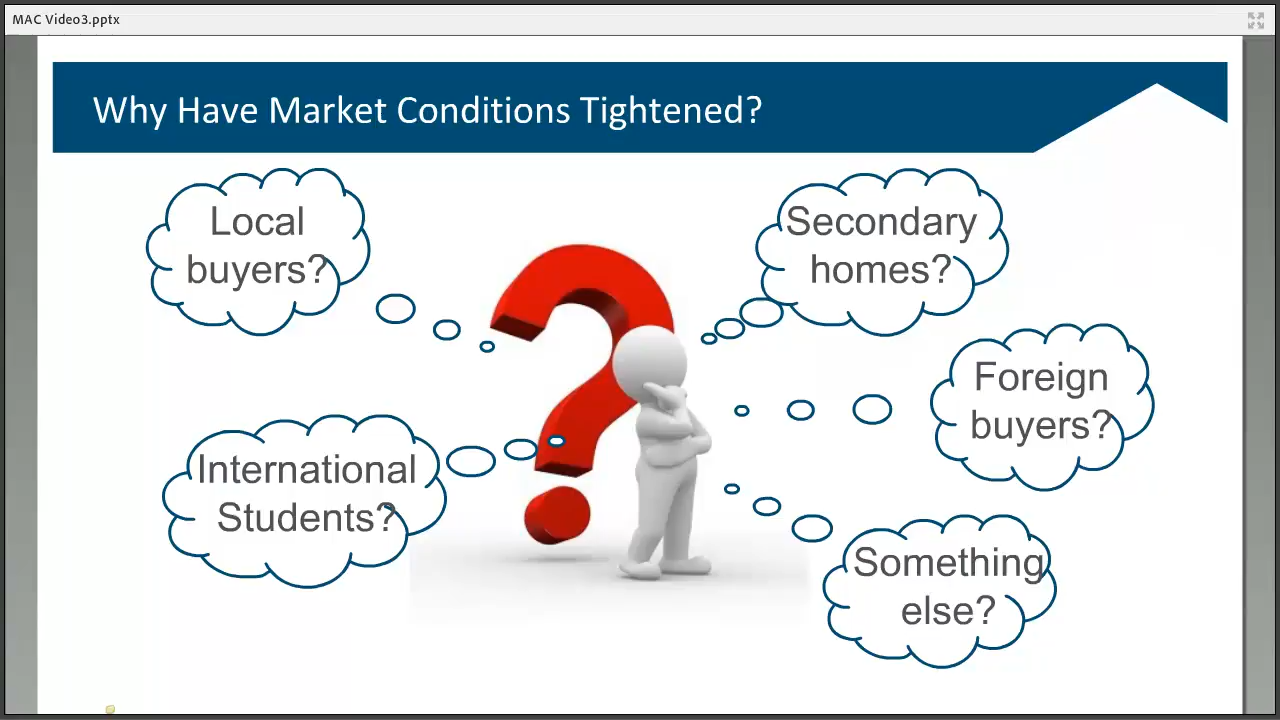 MAC Video3.pptx
Why Have Market Conditions Tightened?
Local
buyers?
Secondary
homes?
Foreign
buyers?
International
Students?
Something
else?